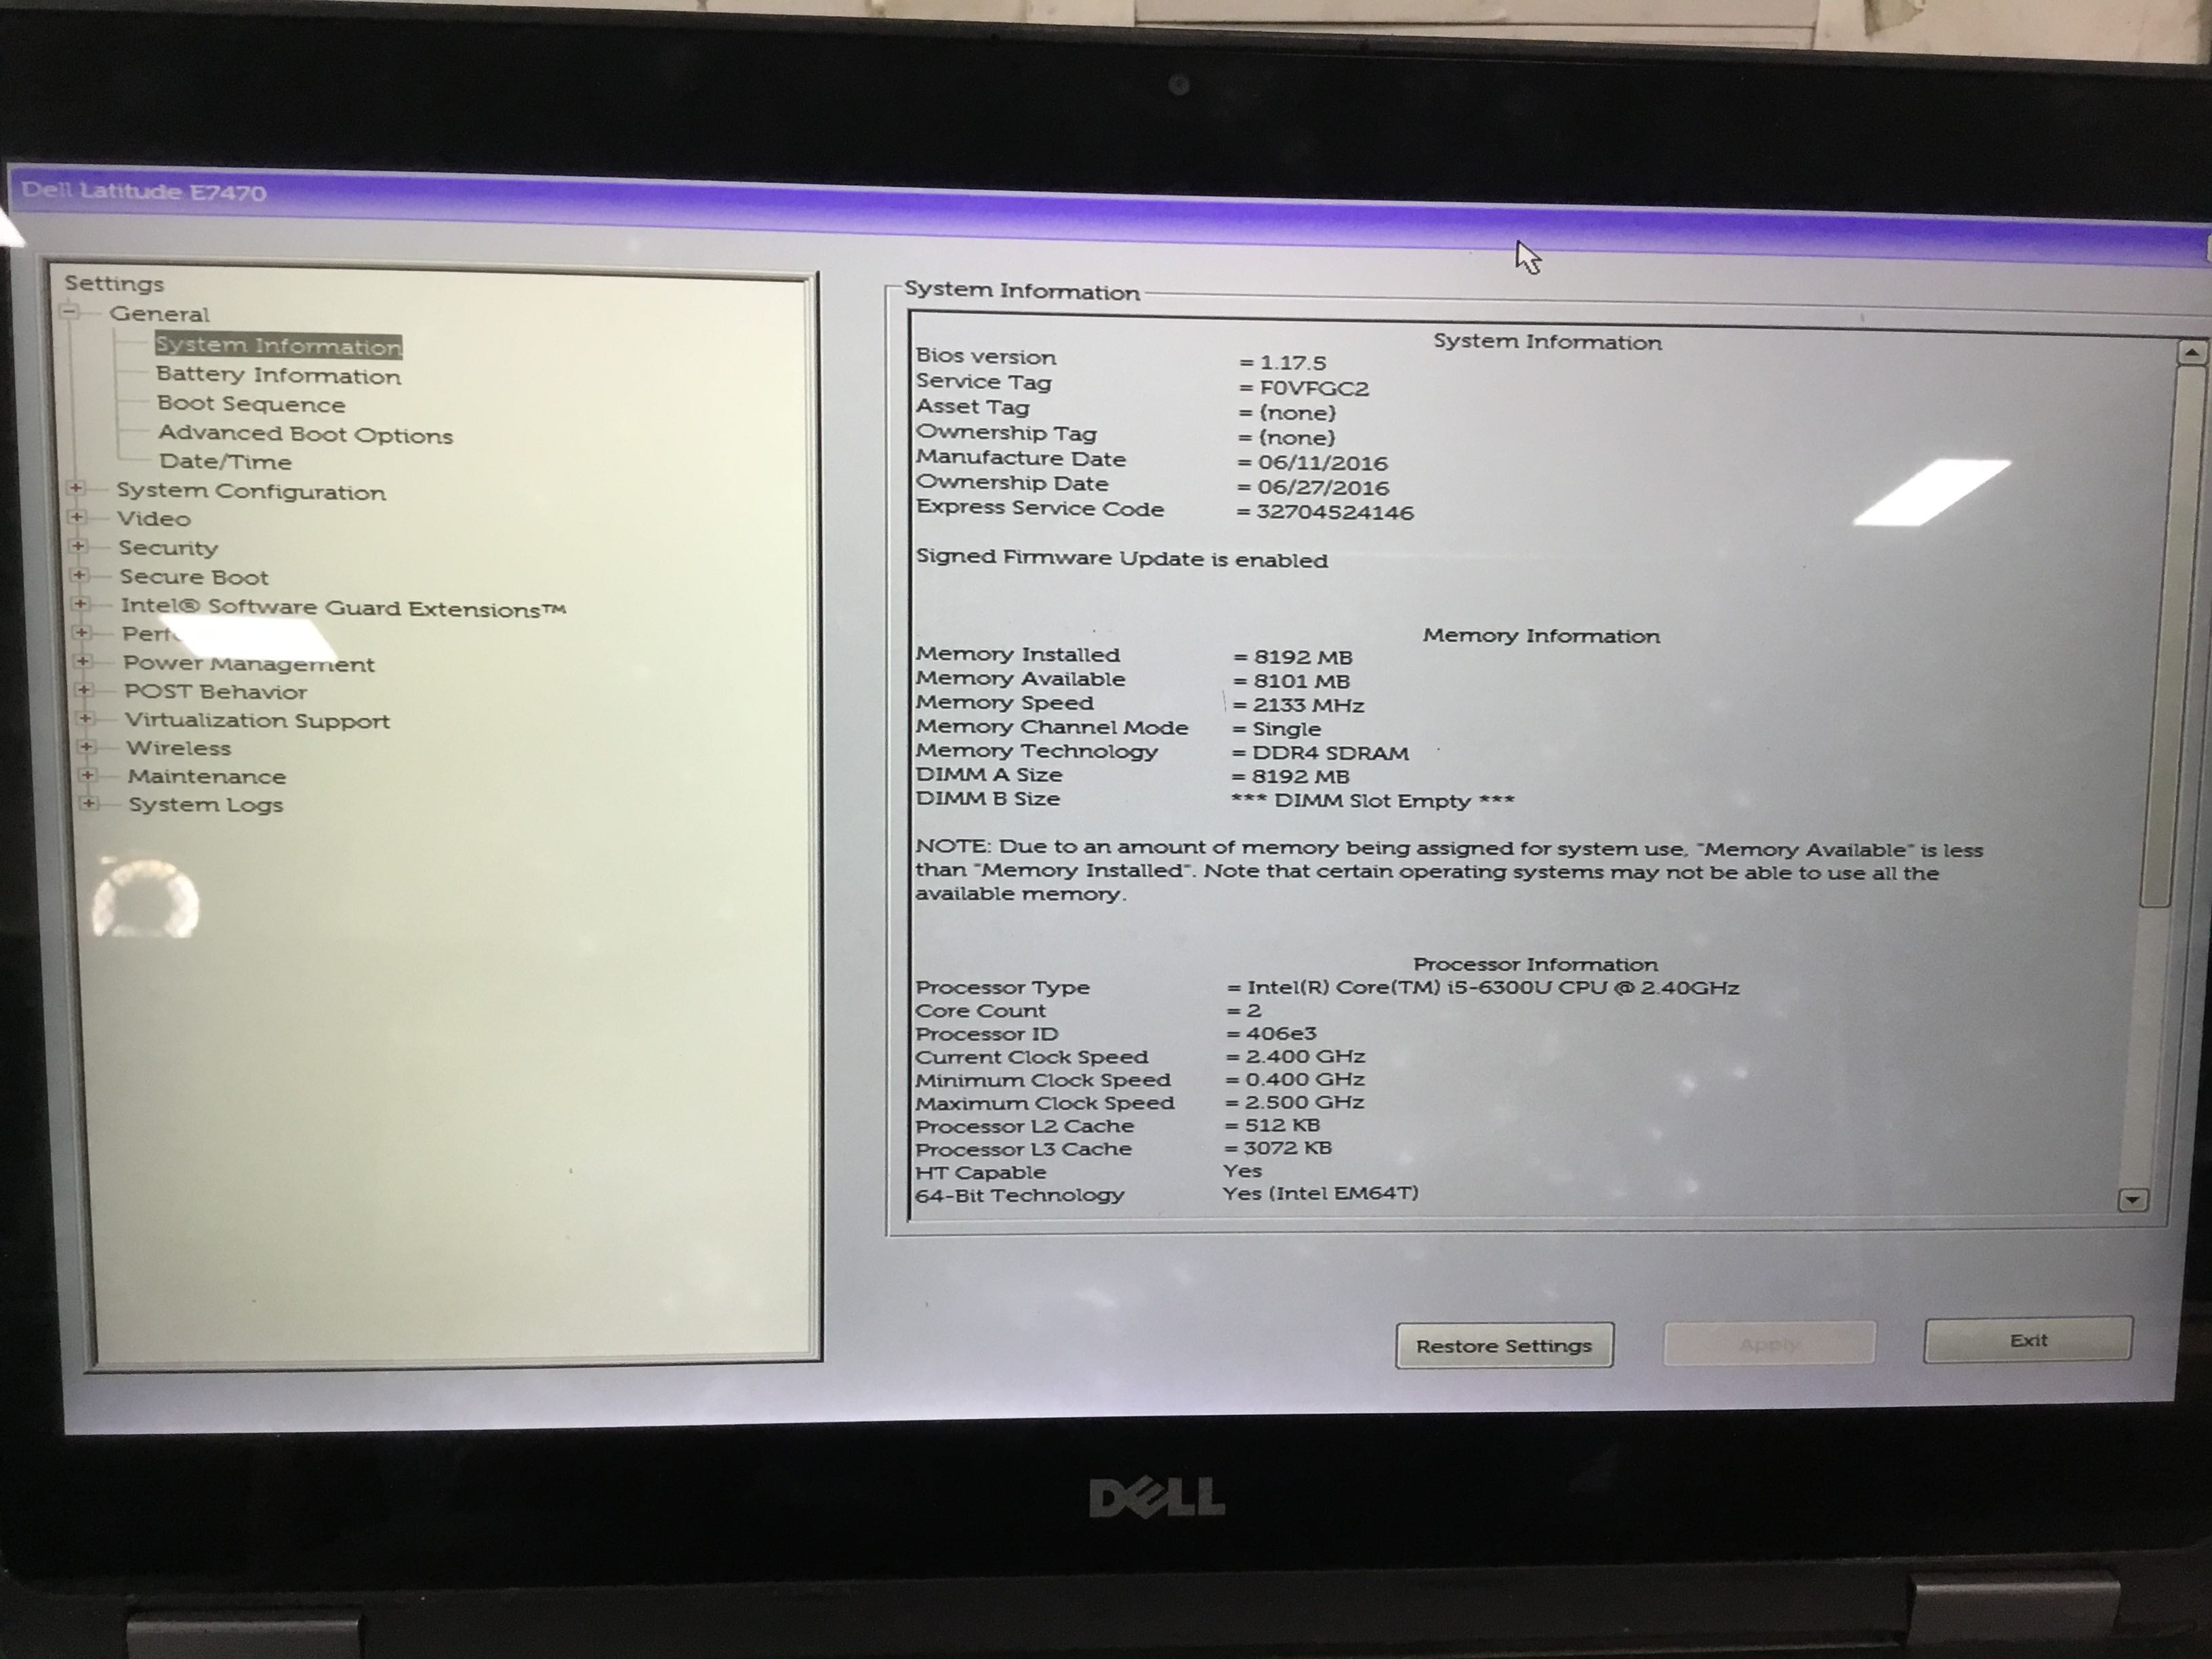 Dell Latitude E7470
Settings
General
System Information
Battery Information
Boot Sequence
Advanced Boot Options
Date/Time
System Configuration
Video
Security
Secure Boot
Intel® Software Guard Extensions™
Power Management
POST Behavior
Virtualization Support
Wireless
Maintenance
System Logs
System Information
System Information
Bios version = 1.17.5
Service Tag = F0VFGC2
Asset Tag = {none}
Ownership Tag = {none}
Manufacture Date = 06/11/2016
Ownership Date = 06/27/2016
Express Service Code = 32704524146
Signed Firmware Update is enabled
Memory Information
Memory Installed = 8192 MB
Memory Available = 8101 MB
Memory Speed = 2133 MHz
Memory Channel Mode = Single
Memory Technology = DDR4 SDRAM
DIMM A Size = 8192 MB
DIMM B Size *** DIMM Slot Empty ***
NOTE: Due to an amount of memory being assigned for system use, "Memory Available" is less
than "Memory Installed". Note that certain operating systems may not be able to use all the
available memory.
Processor Information
Processor Type = Intel(R) Core(TM) i5-6300U CPU @ 2.40GHz
Core Count = 2
Processor ID = 406e3
Current Clock Speed = 2.400 GHz
Minimum Clock Speed = 0.400 GHz
Maximum Clock Speed = 2.500 GHz
Processor L2 Cache = 512 KB
Processor L3 Cache = 3072 KB
HT Capable Yes
64-Bit Technology Yes (Intel EM64T)
Restore Settings
Apply
Exit
DELL